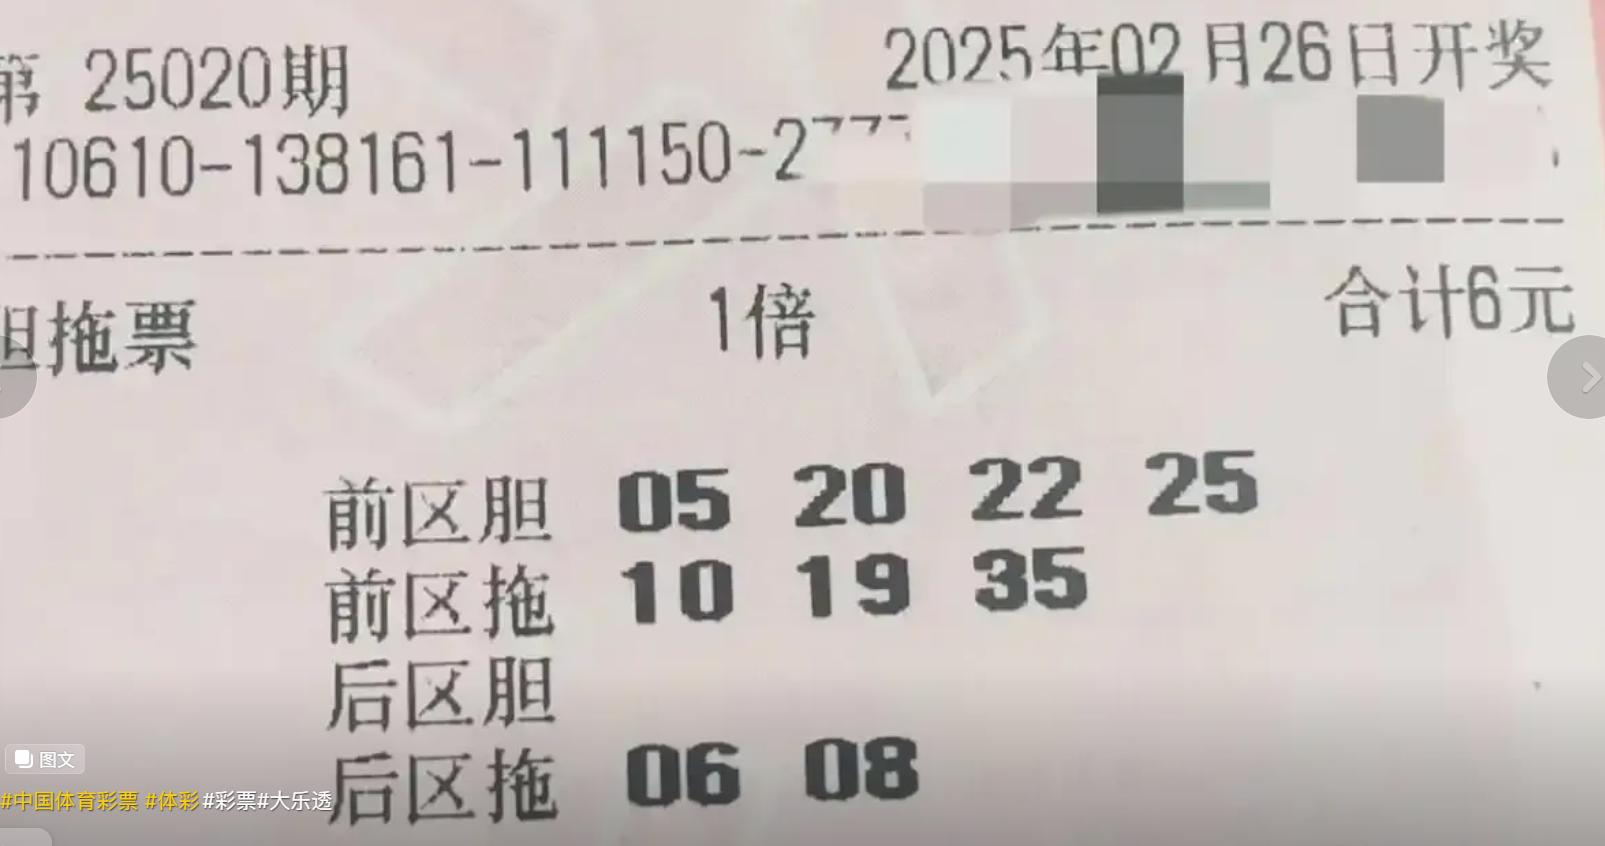 第 25020期 2025年02月26日开奖
10610-138161-111150-2
胆拖票 1倍 合计6元
前区胆 05 20 22 25
前区拖 10 19 35
后区胆
后区拖 06 08
图文
#中国体育彩票 #体彩 #彩票#大乐透